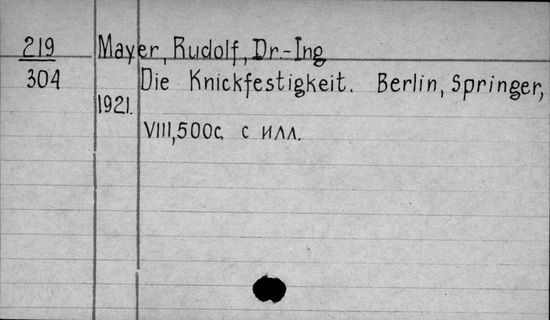 219 Mayer, Rudolf, Dr.-Ing
304 Die Knickfestigkeit. Berlin, Springer,
1921.
VIII,500с. с илл.